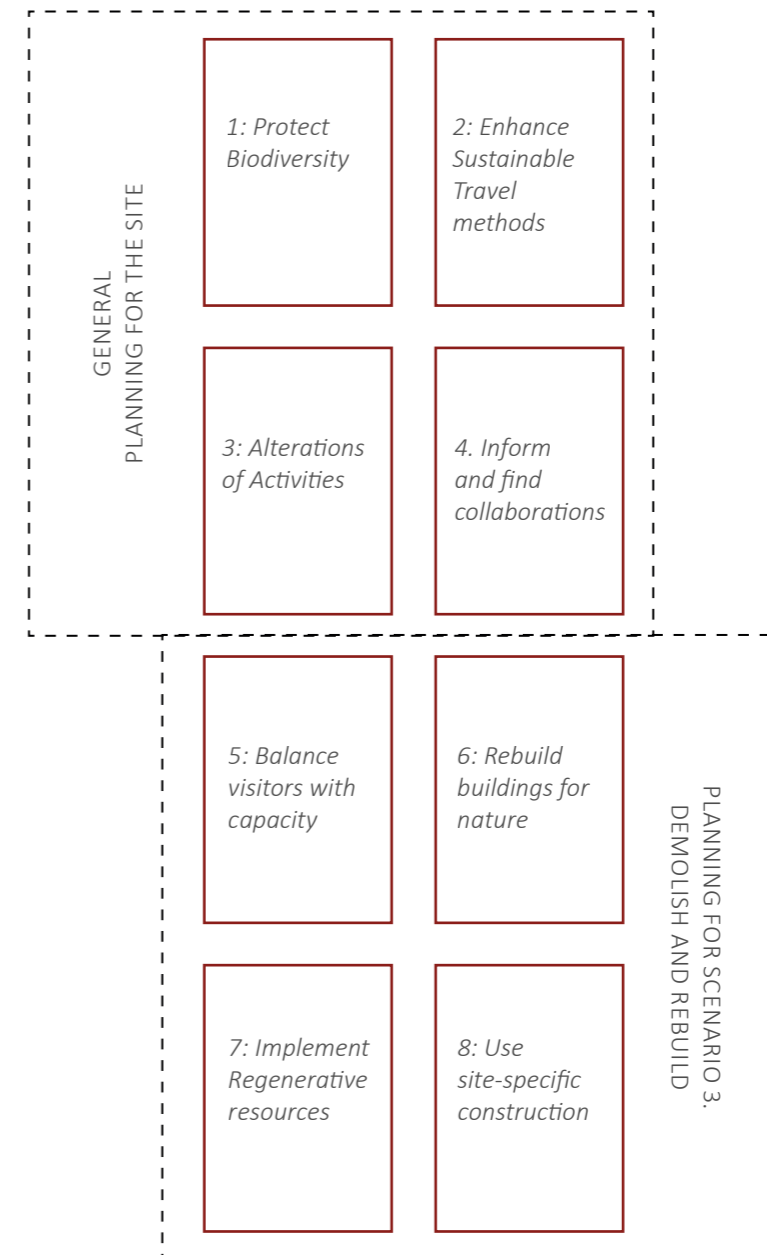 GENERAL
PLANNING FOR THE SITE
1: Protect
Biodiversity
2: Enhance
Sustainable
Travel
methods
3: Alterations
of Activities
4. Inform
and find
collaborations
5: Balance
visitors with
capacity
6: Rebuild
buildings for
nature
7: Implement
Regenerative
resources
8: Use
site-specific
construction
PLANNING FOR SCENARIO 3.
DEMOLISH AND REBUILD